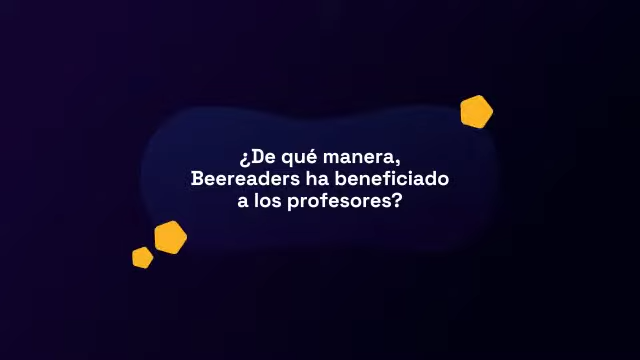 ¿De qué manera,
Beereaders ha beneficiado
a los profesores?